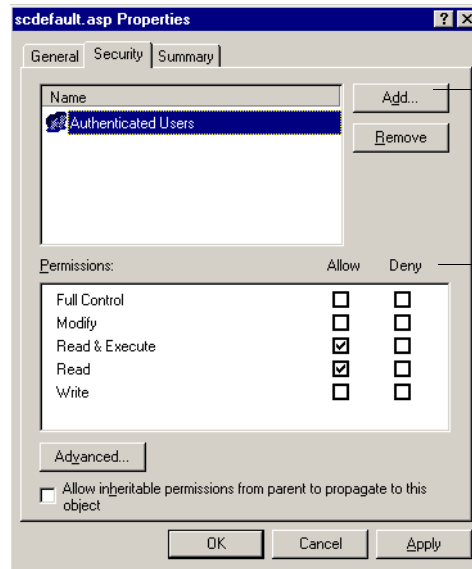 scdefault.asp Properties
General Security Summary
Name
Authenticated Users
Add...
Remove
Permissions: Allow Deny
Full Control
Modify
Read & Execute
Read
Write
Advanced...
Allow inheritable permissions from parent to propagate to this
object
OK Cancel Apply